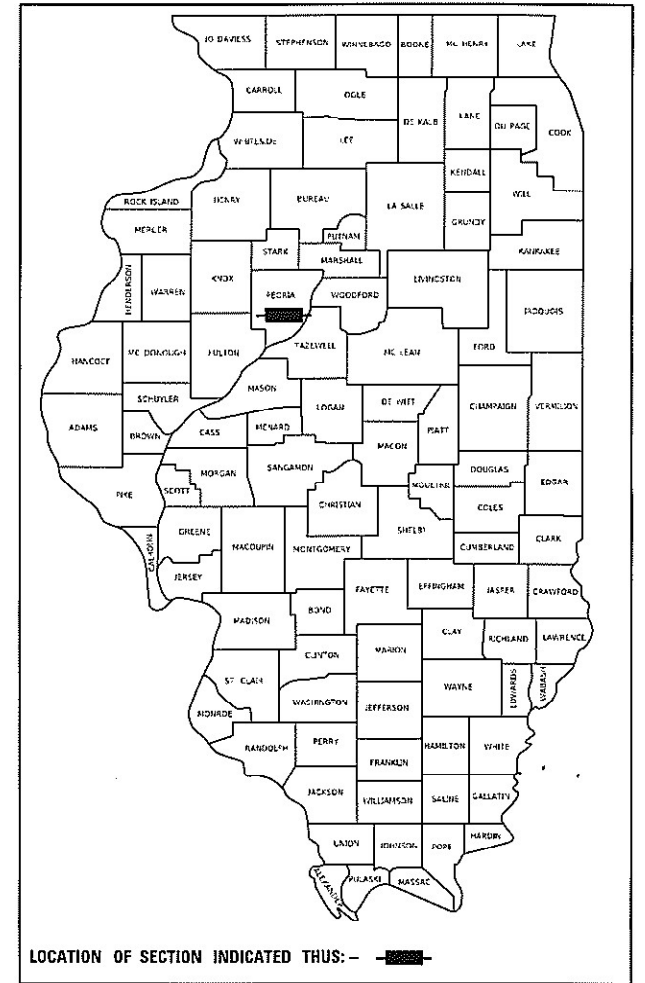 JO DAVIESS STEPHENSON WINNEBAGO BOONE MC HENRY LAKE
CARROLL OGLE
DE KALB KANE DU PAGE COOK
WHITESIDE LEE
KENDALL
ROCK ISLAND HENRY BUREAU LA SALLE WILL
GRUNDY
MERCER PUTNAM
STARK MARSHALL KANKAKEE
HENDERSON WARREN KNOX LIVINGSTON
PEORIA WOODFORD IROQUOIS
HANCOCK MC DONOUGH FULTON TAZEWELL MC LEAN FORD
MASON
SCHUYLER LOGAN DE WITT CHAMPAIGN VERMILION
ADAMS BROWN CASS MENARD MACON PIATT
MORGAN SANGAMON DOUGLAS
PIKE SCOTT MOULTRIE EDGAR
CHRISTIAN COLES
GREENE MACOUPIN SHELBY
CALHOUN MONTGOMERY CUMBERLAND CLARK
JERSEY
FAYETTE EFFINGHAM JASPER CRAWFORD
MADISON BOND
CLAY RICHLAND LAWRENCE
CLINTON MARION
ST. CLAIR WAYNE EDWARDS WABASH
WASHINGTON JEFFERSON
MONROE
RANDOLPH PERRY HAMILTON WHITE
FRANKLIN
JACKSON WILLIAMSON SALINE GALLATIN
UNION JOHNSON POPE HARDIN
ALEXANDER PULASKI MASSAC
LOCATION OF SECTION INDICATED THUS:-